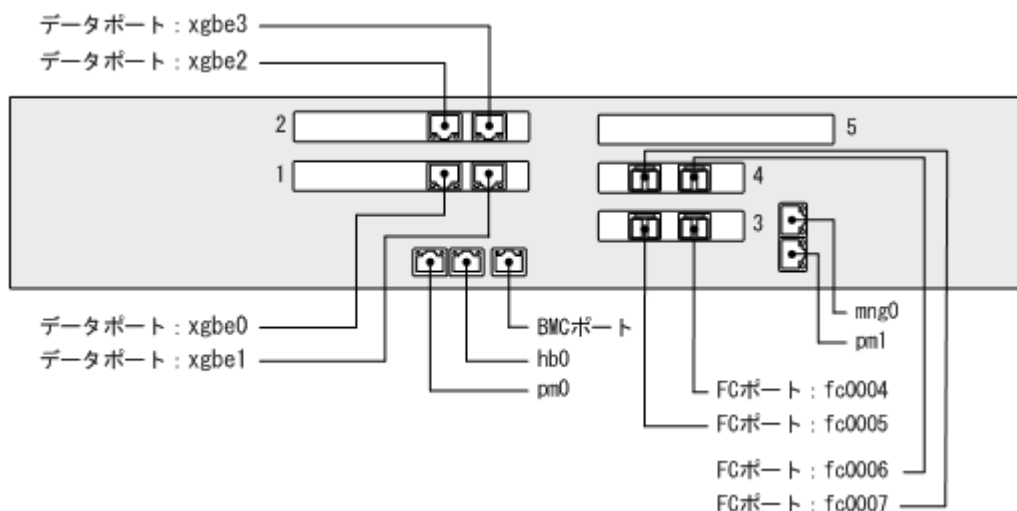 データポート：xgbe3
データポート：xgbe2
2
5
1
4
3
データポート：xgbe0
データポート：xgbe1
BMCポート
hb0
pm0
mng0
pm1
FCポート：fc0004
FCポート：fc0005
FCポート：fc0006
FCポート：fc0007